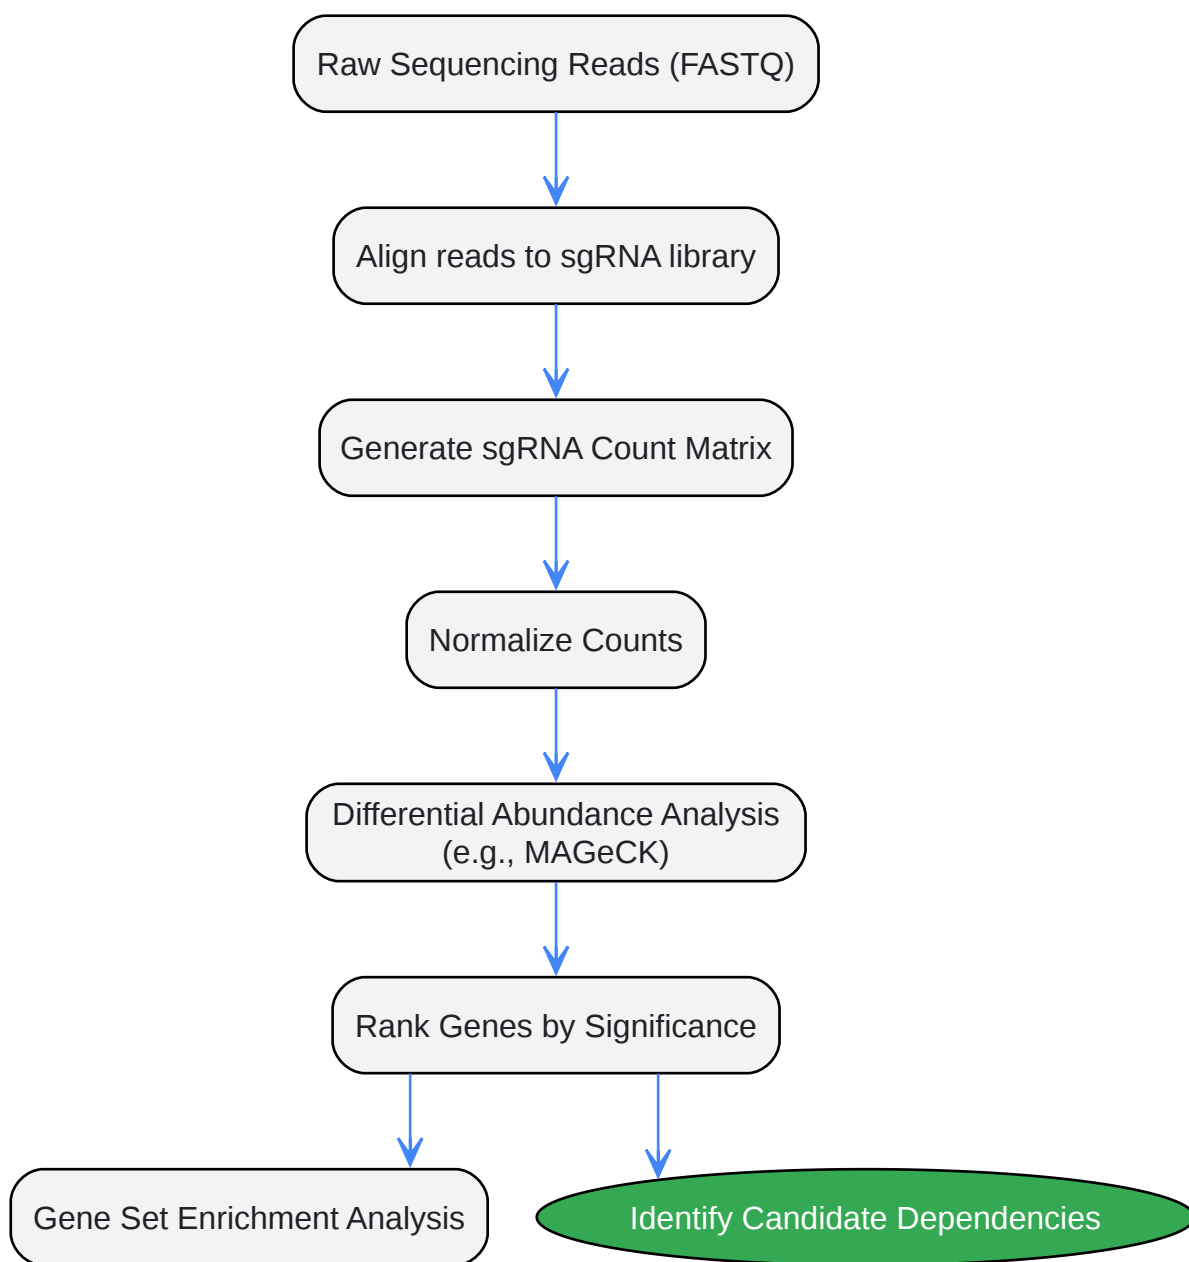 Raw Sequencing Reads (FASTQ)
Align reads to sgRNA library
Generate sgRNA Count Matrix
Normalize Counts
Differential Abundance Analysis
(e.g., MAGeCK)
Rank Genes by Significance
Gene Set Enrichment Analysis
Identify Candidate Dependencies